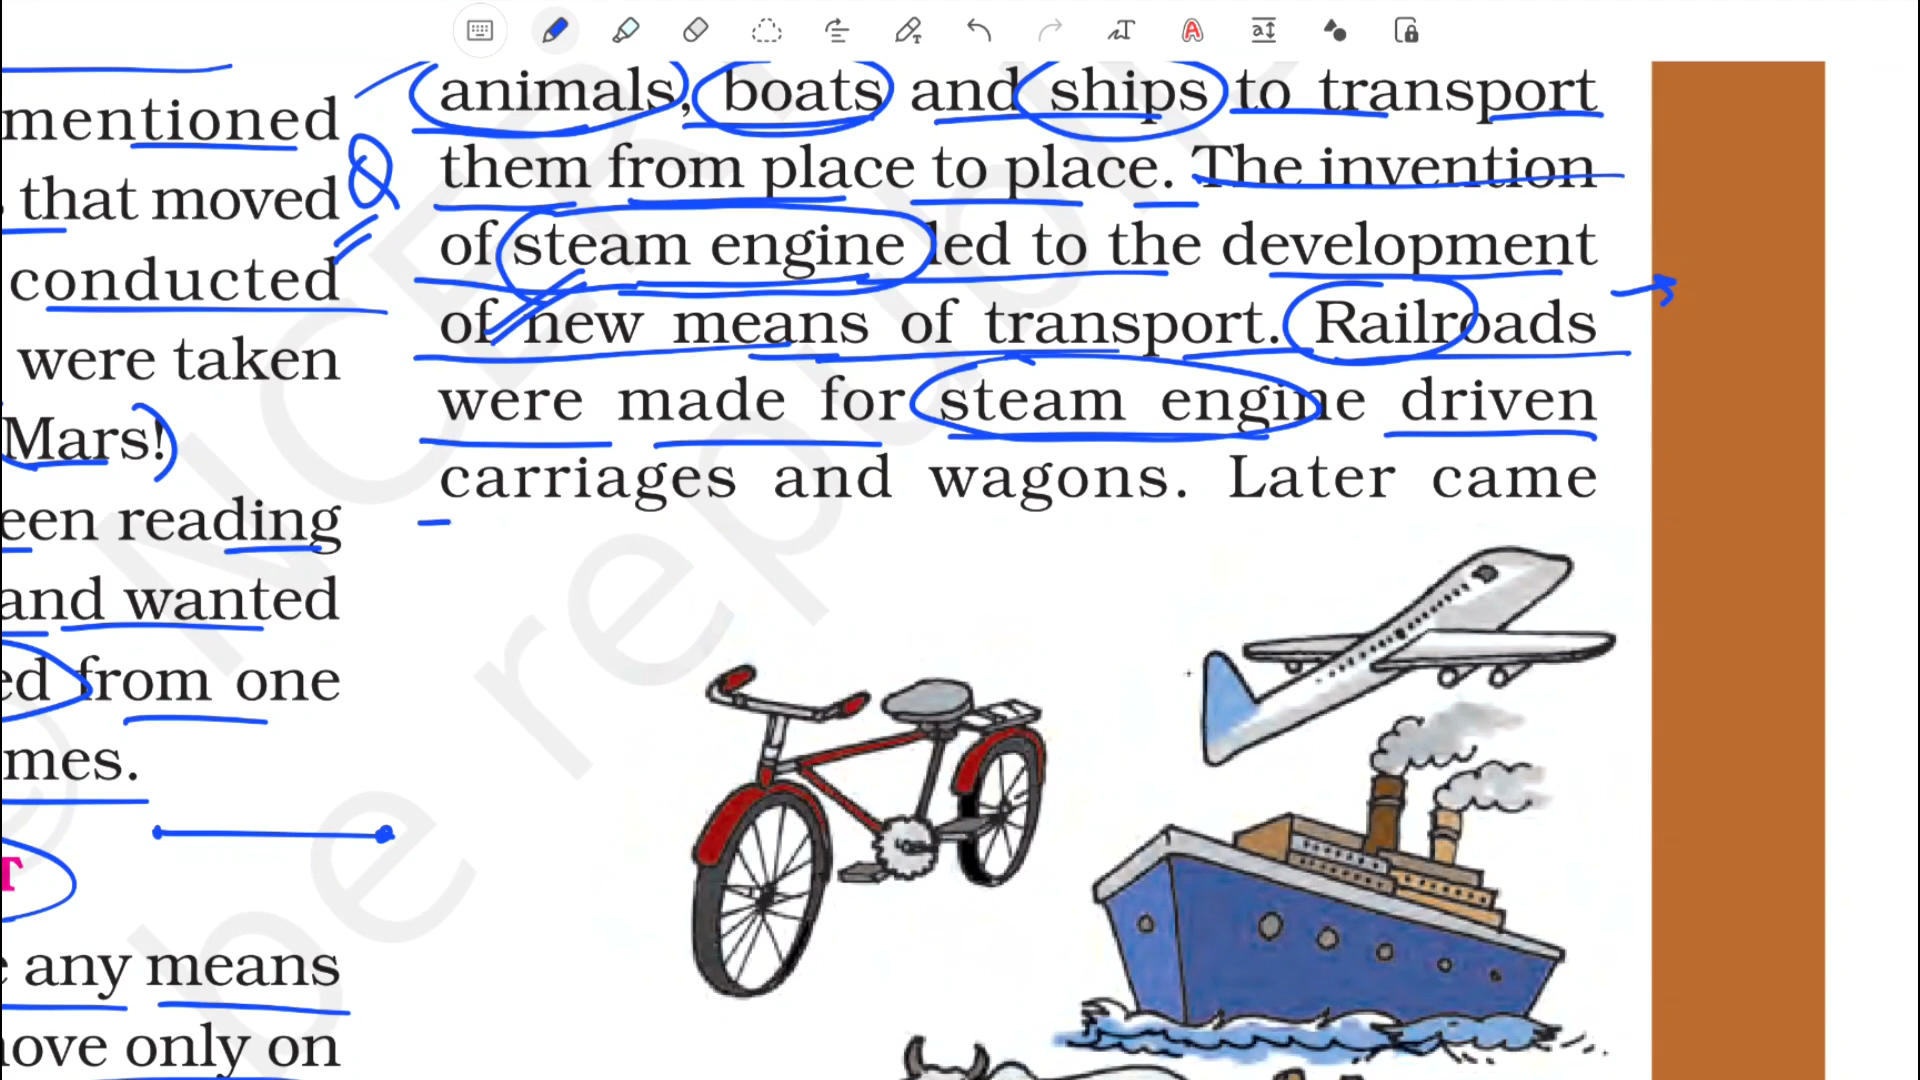 mentioned
that moved
conducted
were taken
Mars!
een reading
and wanted
ed from one
mes.
T
any means
ove only on
animals, boats and ships to transport
them from place to place. The invention
of steam engine led to the development
of new means of transport. Railroads
were made for steam engine driven
carriages and wagons. Later came